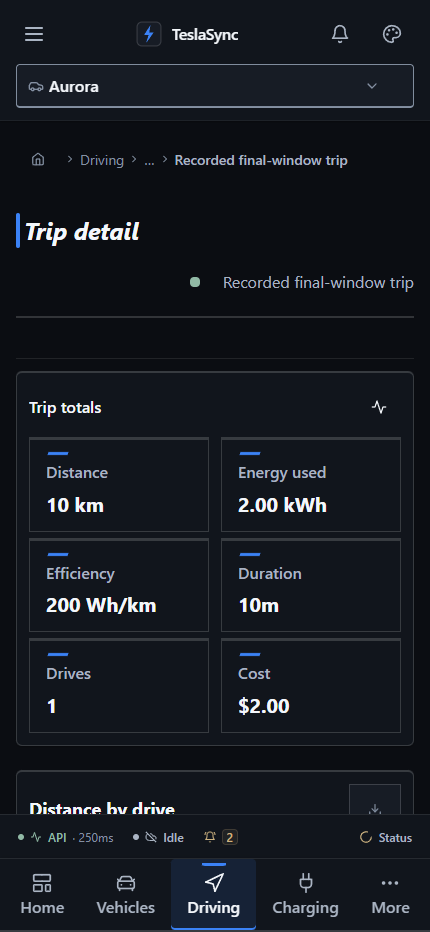 TeslaSync
Aurora
Driving ... Recorded final-window trip
Trip detail
Recorded final-window trip
Trip totals
Distance
10 km
Energy used
2.00 kWh
Efficiency
200 Wh/km
Duration
10m
Drives
1
Cost
$2.00
Distance by drive
API · 250ms Idle 2 Status
Home Vehicles Driving Charging More